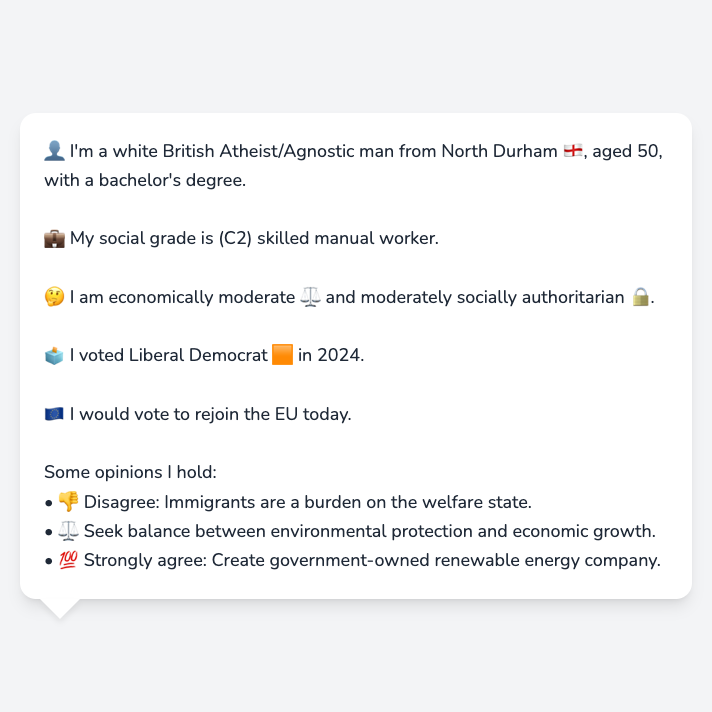 👤 I'm a white British Atheist/Agnostic man from North Durham 🏴󠁧󠁢󠁥󠁮󠁧󠁿, aged 50,
with a bachelor's degree.
💼 My social grade is (C2) skilled manual worker.
🤔 I am economically moderate ⚖️ and moderately socially authoritarian 🔒.
🗳️ I voted Liberal Democrat 🟧 in 2024.
🇪🇺 I would vote to rejoin the EU today.
Some opinions I hold:
• 👎 Disagree: Immigrants are a burden on the welfare state.
• ⚖️ Seek balance between environmental protection and economic growth.
• 💯 Strongly agree: Create government-owned renewable energy company.